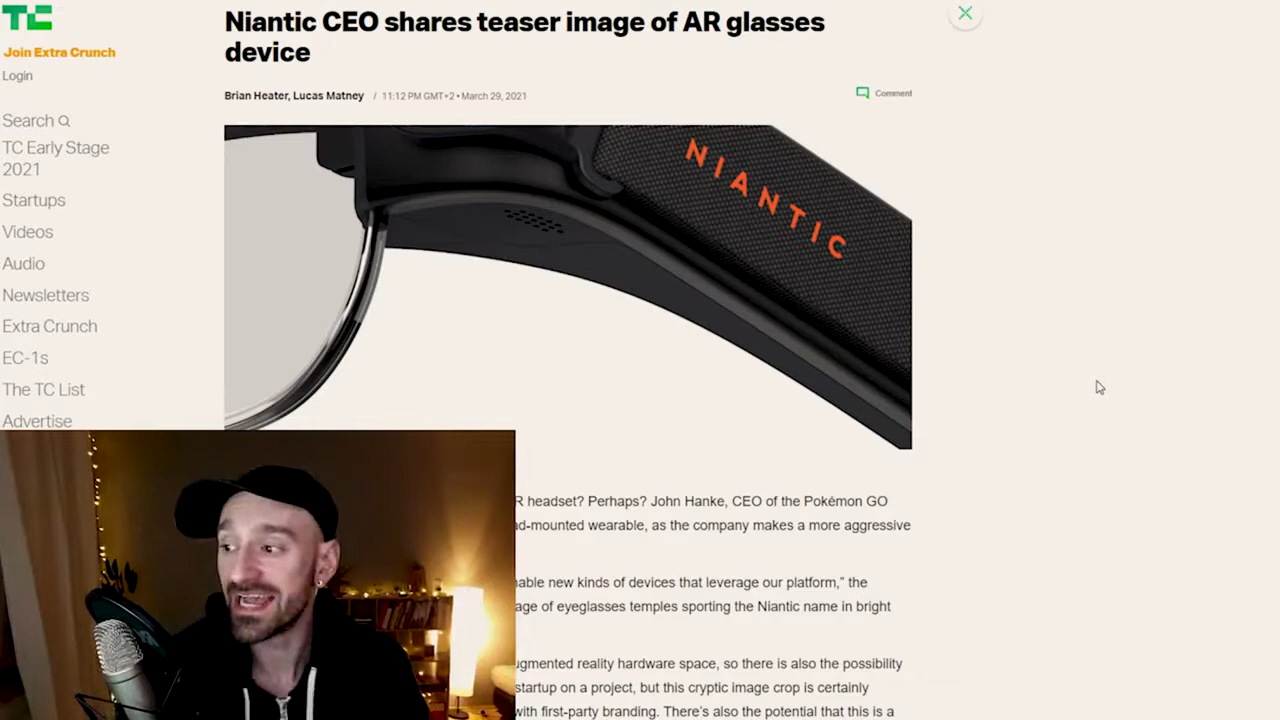 TC
Join Extra Crunch
Login
Search
TC Early Stage
2021
Startups
Videos
Audio
Newsletters
Extra Crunch
EC-1s
The TC List
Advertise
Niantic CEO shares teaser image of AR glasses
device
Brian Heater, Lucas Matney / 11:12 PM GMT+2 • March 29, 2021
Comment
NIANTIC
R headset? Perhaps? John Hanke, CEO of the Pokémon GO
-mounted wearable, as the company makes a more aggressive
new kinds of devices that leverage our platform,” the
of eyeglasses temples sporting the Niantic name in bright
reality hardware space, so there is also the possibility
startup on a project, but this cryptic image crop is certainly
with first-party branding. There’s also the potential that this is a